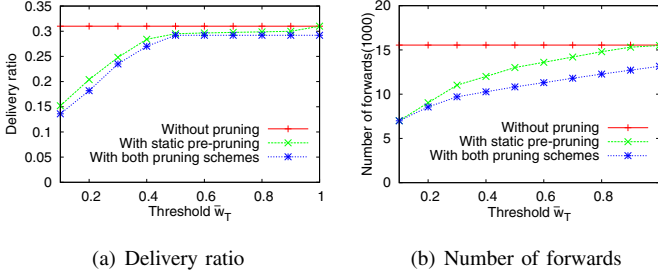 0.35
0.3
0.25
0.2
0.15
0.1
0.05
0
Delivery ratio
Without pruning
With static pre-pruning
With both pruning schemes
0.2 0.4 0.6 0.8 1
Threshold w̄_T
(a) Delivery ratio
20
15
10
5
0
Number of forwards(1000)
Without pruning
With static pre-pruning
With both pruning schemes
0.2 0.4 0.6 0.8
Threshold w̄_T
(b) Number of forwards